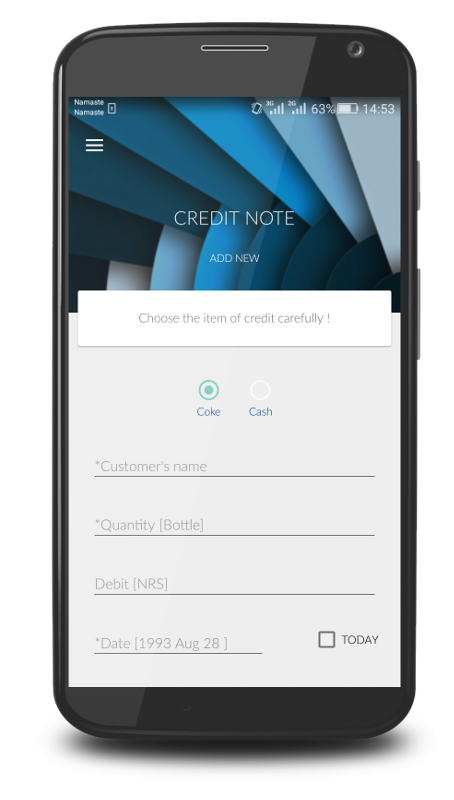 Namaste
Namaste
3G 2G 63% 14:53
CREDIT NOTE
ADD NEW
Choose the item of credit carefully !
Coke Cash
*Customer's name
*Quantity [Bottle]
Debit [NRS]
*Date [1993 Aug 28 ] TODAY